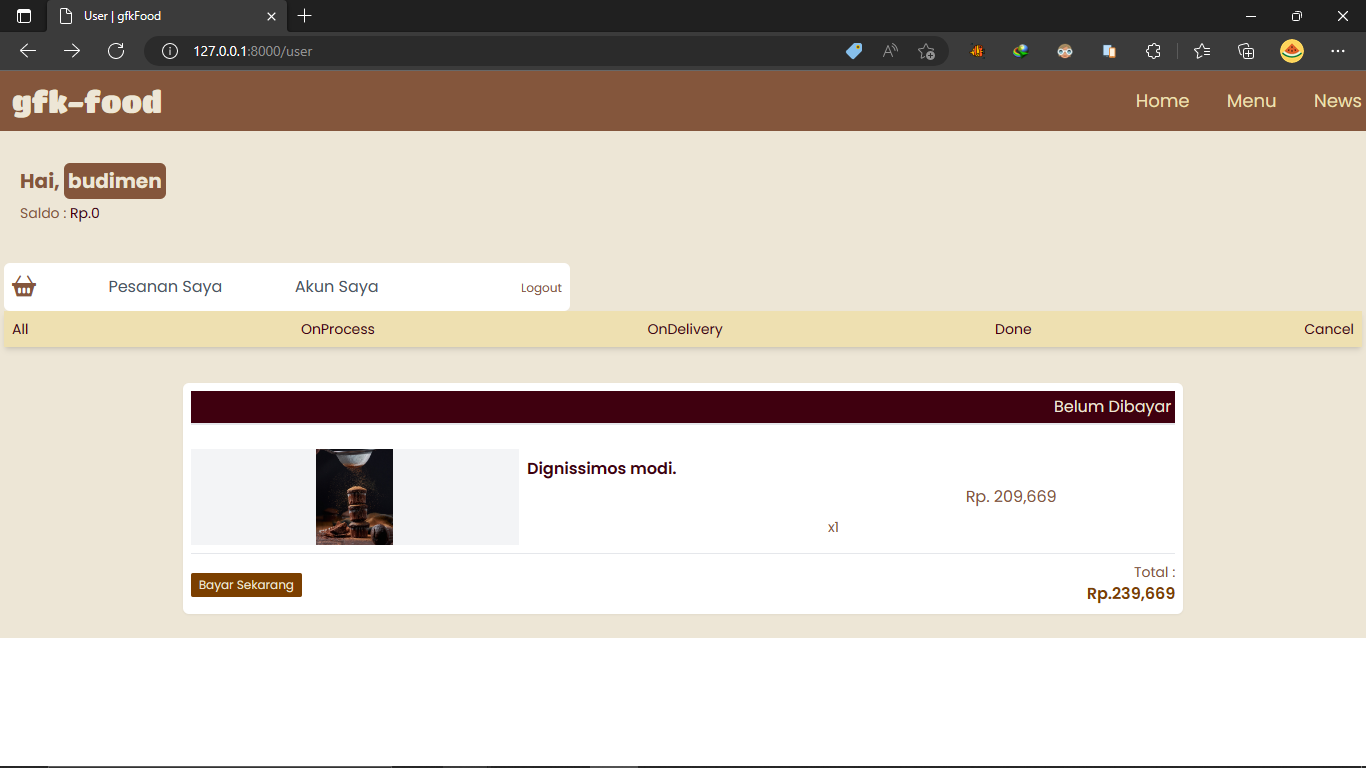 User | gfkFood
127.0.0.1:8000/user
gfk-food
Home Menu News
Hai, budimen
Saldo : Rp.0
Pesanan Saya Akun Saya Logout
All OnProcess OnDelivery Done Cancel
Belum Dibayar
Dignissimos modi.
Rp. 209,669
x1
Bayar Sekarang
Total :
Rp.239,669